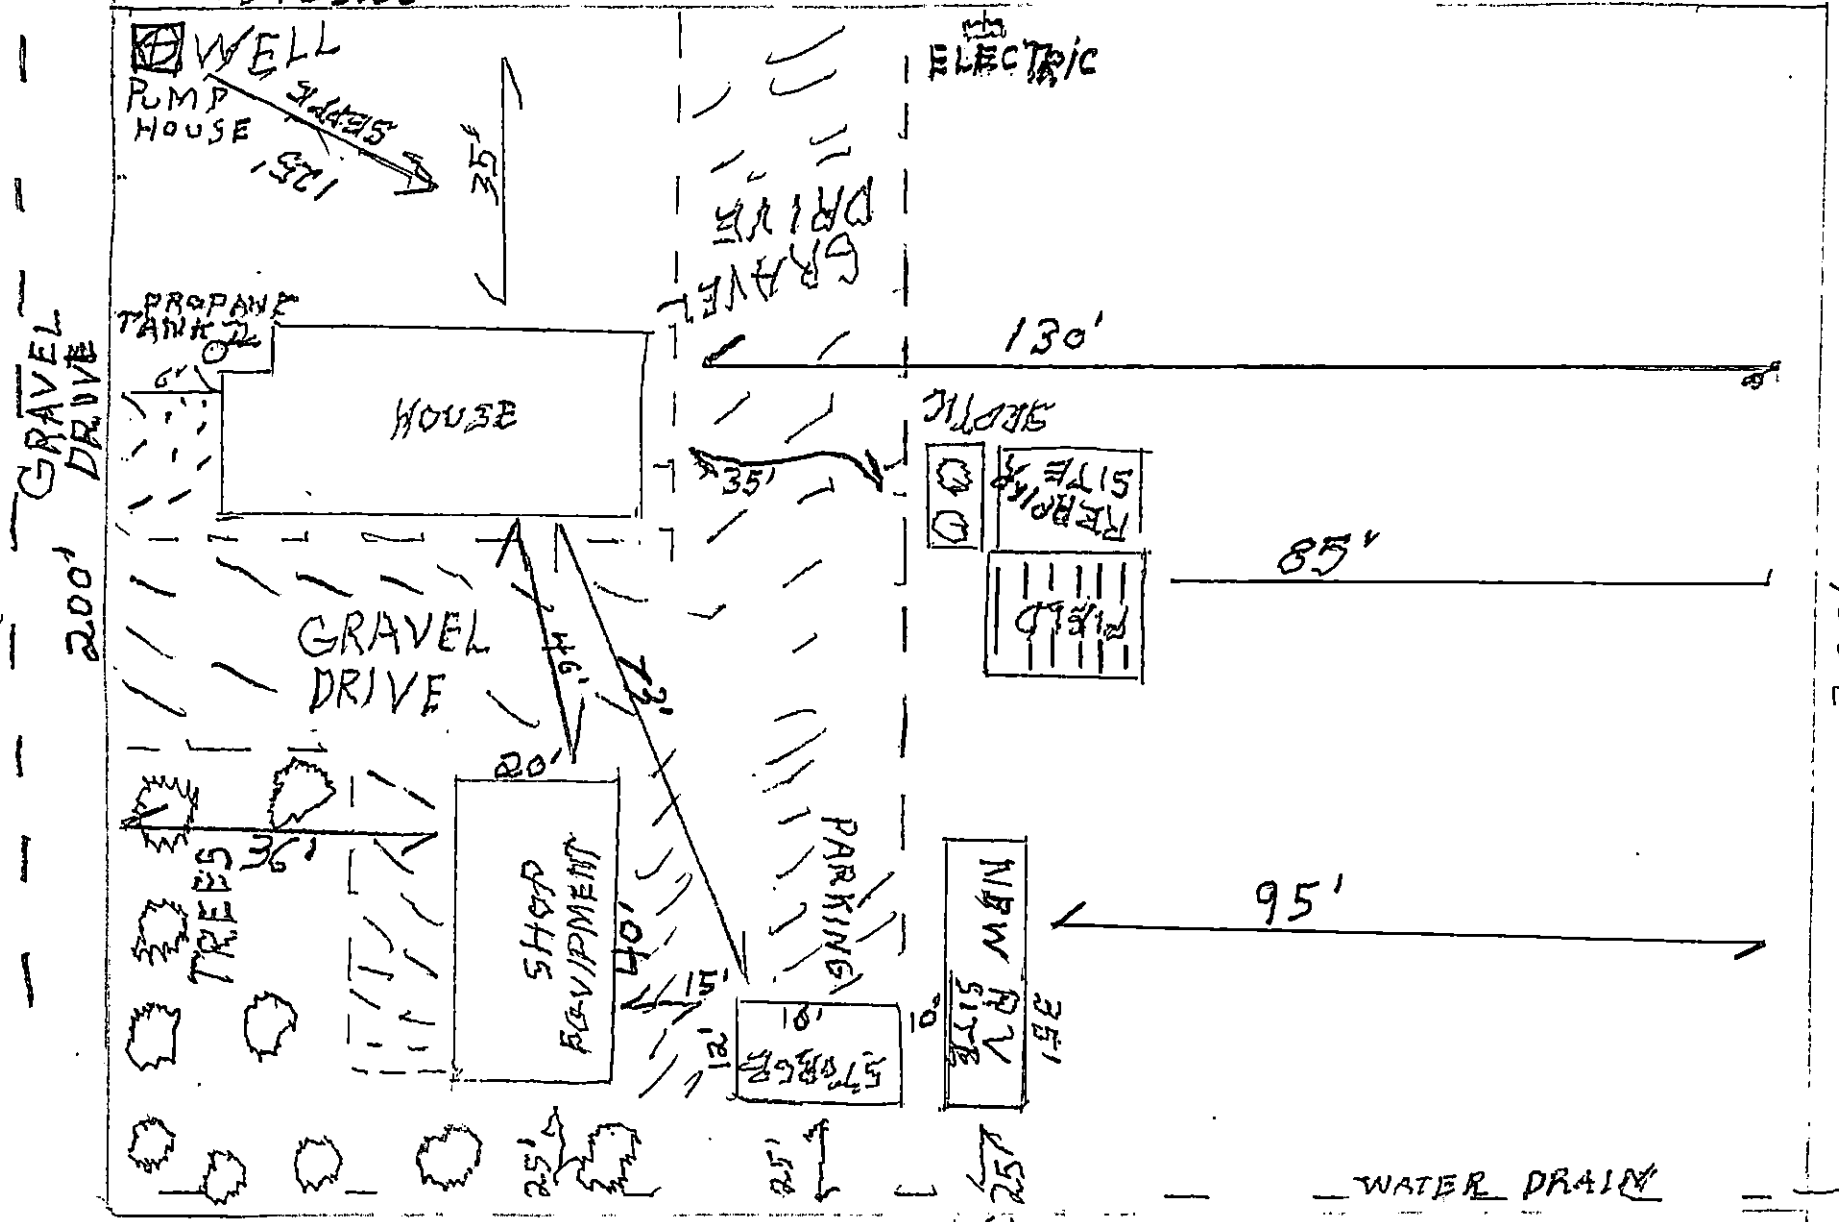 WELL
PUMP
HOUSE
SEPPTS
125'
35'
ELECTRIC
GRAVEL
DRIVE
PROPANE
TANK
6'
HOUSE
130'
GRAVEL
DRIVE
200'
35'
SEPTIC
REPAIR
SITE
FIELD
85'
GRAVEL
DRIVE
46'
73'
20'
36'
TREES
SHOP
EQUIPMENT
40'
15'
PARKING
12'
16'
STORGE
10'
NEW RV
SITE
35'
95'
25'
25'
25'
WATER DRAIN